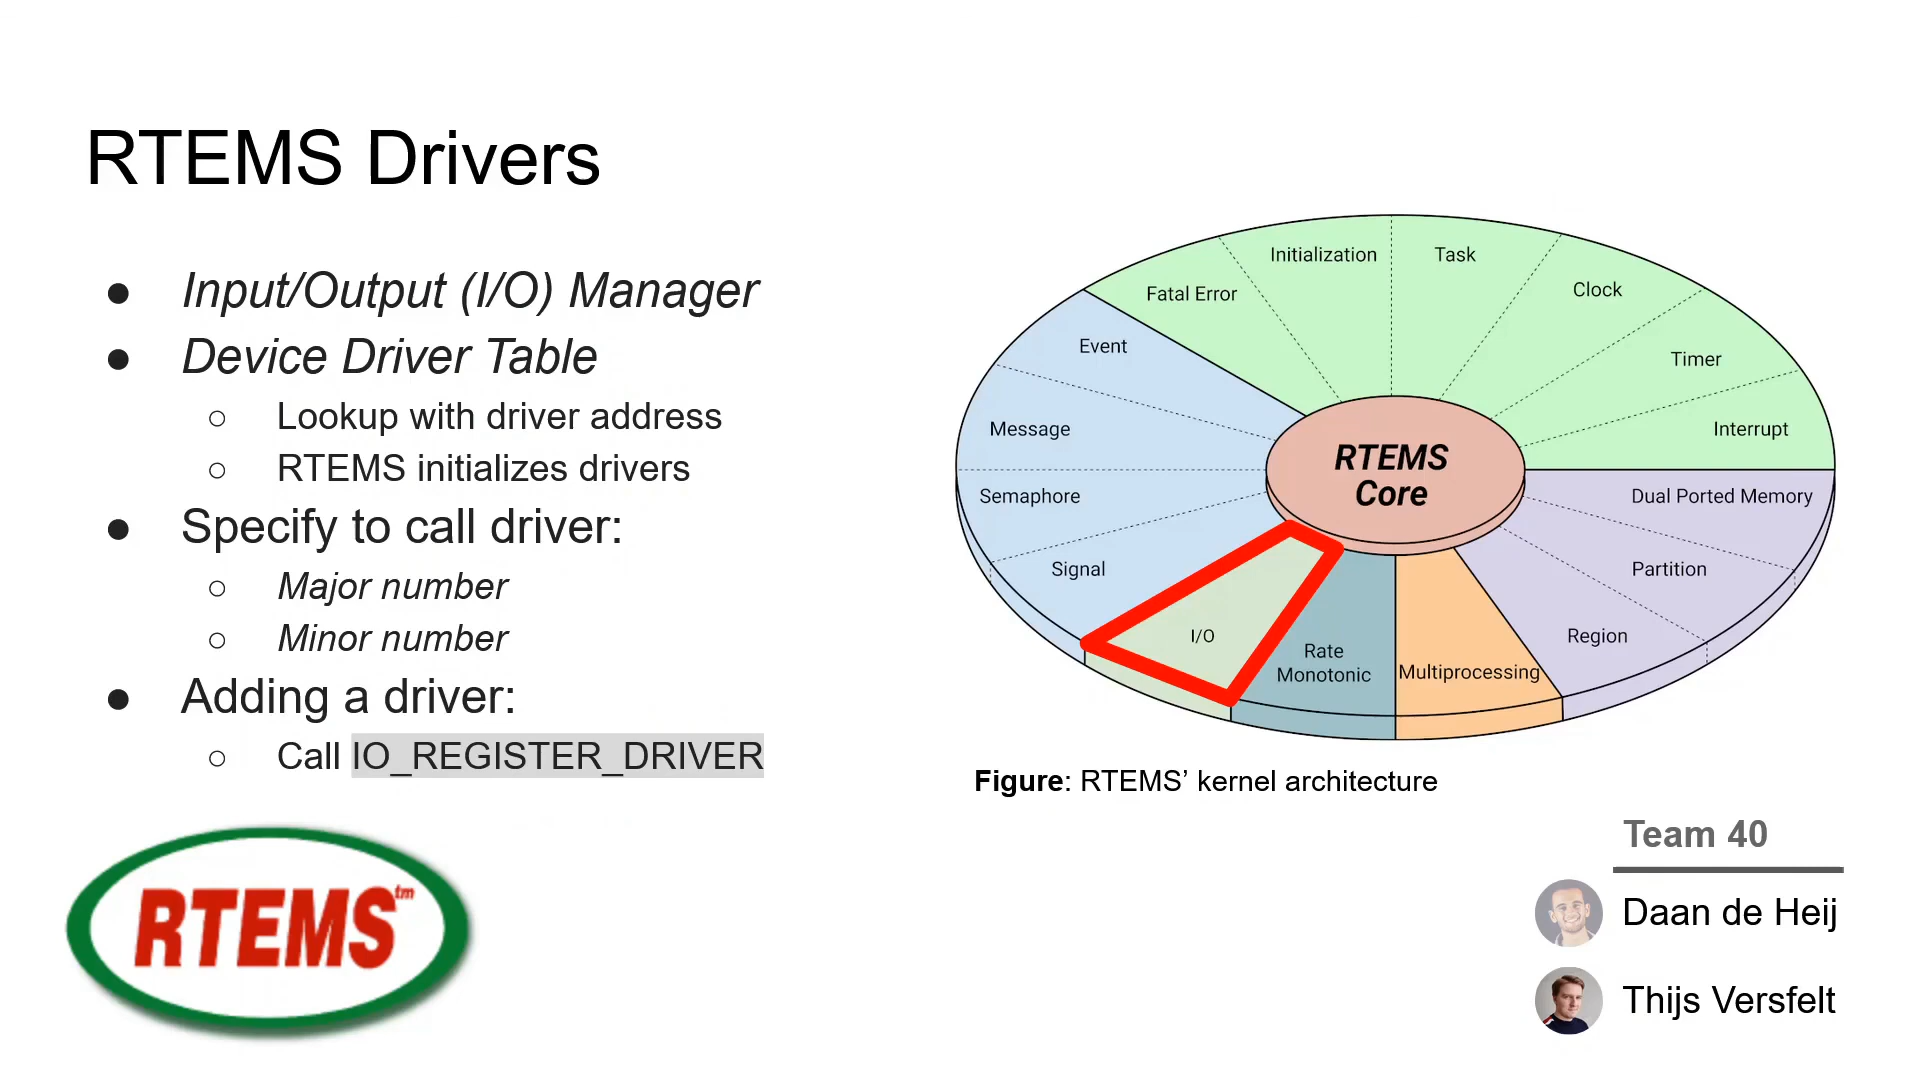 RTEMS Drivers
● Input/Output (I/O) Manager
● Device Driver Table
○ Lookup with driver address
○ RTEMS initializes drivers
● Specify to call driver:
○ Major number
○ Minor number
● Adding a driver:
○ Call IO_REGISTER_DRIVER
Initialization
Task
Fatal Error
Clock
Event
Timer
Message
Interrupt
RTEMS
Core
Semaphore
Dual Ported Memory
Signal
Partition
I/O
Region
Rate
Monotonic
Multiprocessing
Figure: RTEMS’ kernel architecture
RTEMS tm
Team 40
Daan de Heij
Thijs Versfelt